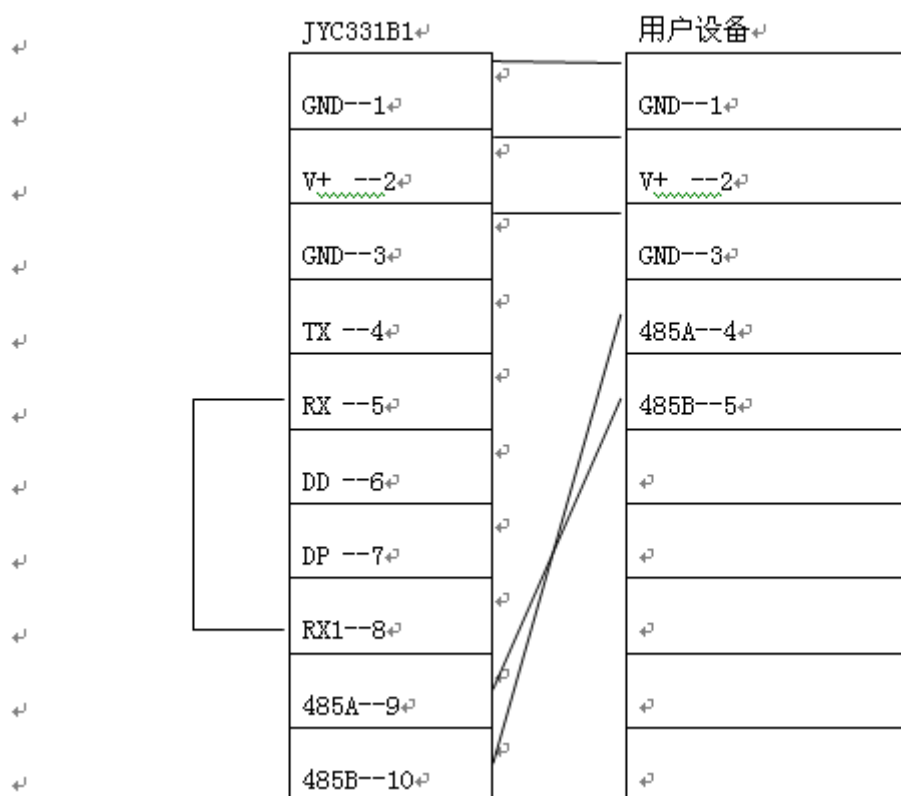 JYC331B1 用户设备
GND--1 GND--1
V+ --2 V+ --2
GND--3 GND--3
TX --4 485A--4
RX --5 485B--5
DD --6
DP --7
RX1--8
485A--9
485B--10